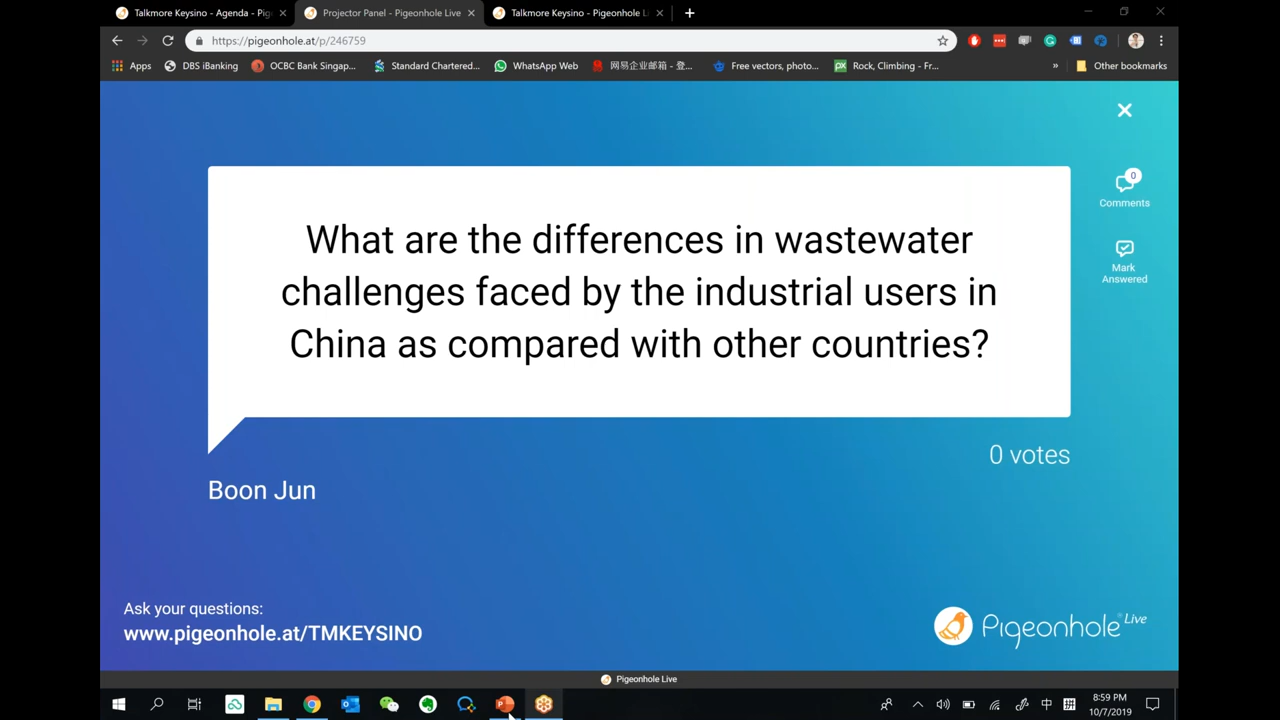 Talkmore Keysino - Agenda - Pig
Projector Panel - Pigeonhole Live
Talkmore Keysino - Pigeonhole L
https://pigeonhole.at/p/246759
Apps
DBS iBanking
OCBC Bank Singap...
Standard Chartered...
WhatsApp Web
网易企业邮箱 - 登...
Free vectors, photo...
px
Rock, Climbing - Fr...
»
Other bookmarks
0
Comments
Mark
Answered
What are the differences in wastewater
challenges faced by the industrial users in
China as compared with other countries?
0 votes
Boon Jun
Ask your questions:
www.pigeonhole.at/TMKEYSINO
Pigeonhole Live
Pigeonhole Live
中
拼
8:59 PM
10/7/2019